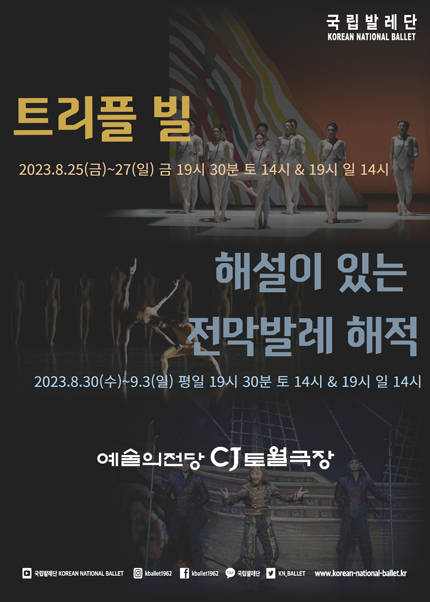 국립발레단
KOREAN NATIONAL BALLET
트리플 빌
2023.8.25(금)~27(일) 금 19시 30분 토 14시 & 19시 일 14시
해설이 있는
전막발레 해적
2023.8.30(수)~9.3(일) 평일 19시 30분 토 14시 & 19시 일 14시
예술의전당 CJ토월극장
국립발레단 KOREAN NATIONAL BALLET kballet1962 kballet1962 국립발레단 KN_BALLET www.korean-national-ballet.kr